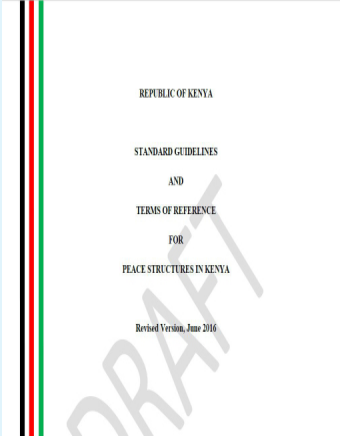 REPUBLIC OF KENYA
STANDARD GUIDELINES
AND
TERMS OF REFERENCE
FOR
PEACE STRUCTURES IN KENYA
Revised Version, June 2016
DRAFT